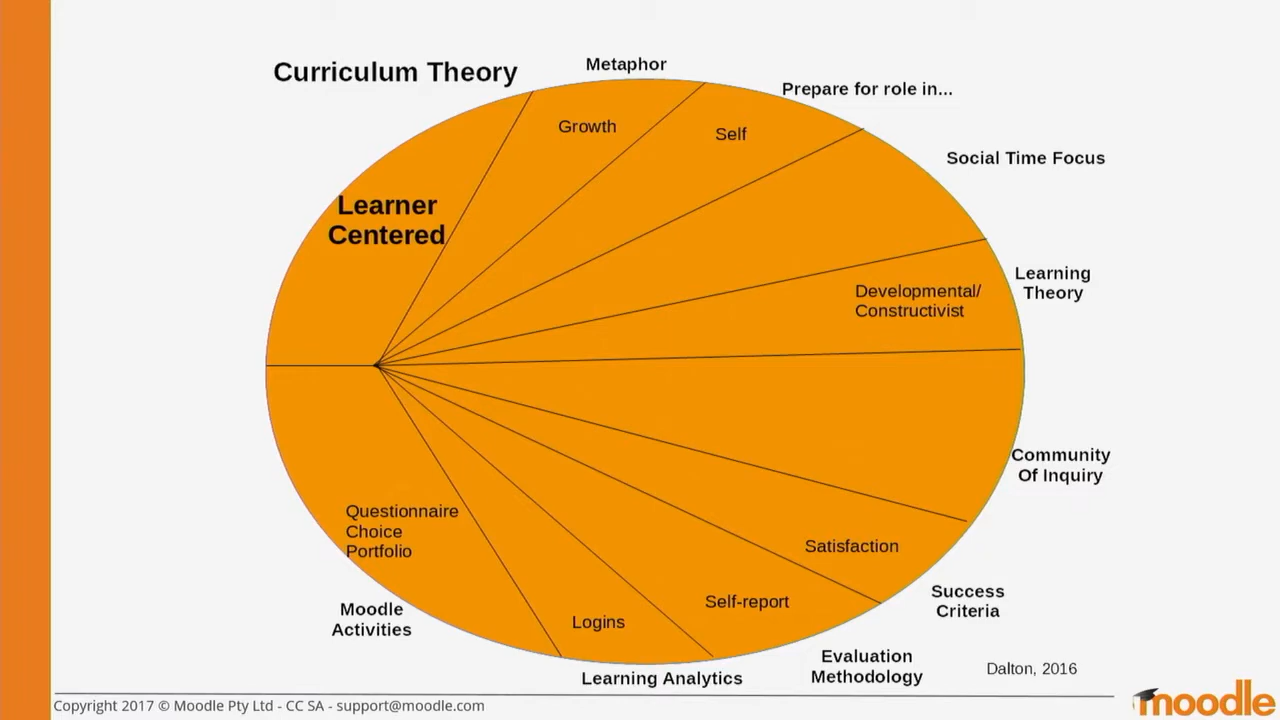 Curriculum Theory
Metaphor
Prepare for role in...
Growth
Self
Social Time Focus
Learner
Centered
Learning
Theory
Developmental/
Constructivist
Community
Of Inquiry
Questionnaire
Choice
Portfolio
Satisfaction
Success
Criteria
Self-report
Moodle
Activities
Logins
Evaluation
Methodology
Learning Analytics
Dalton, 2016
Copyright 2017 © Moodle Pty Ltd - CC SA - support@moodle.com
moodle